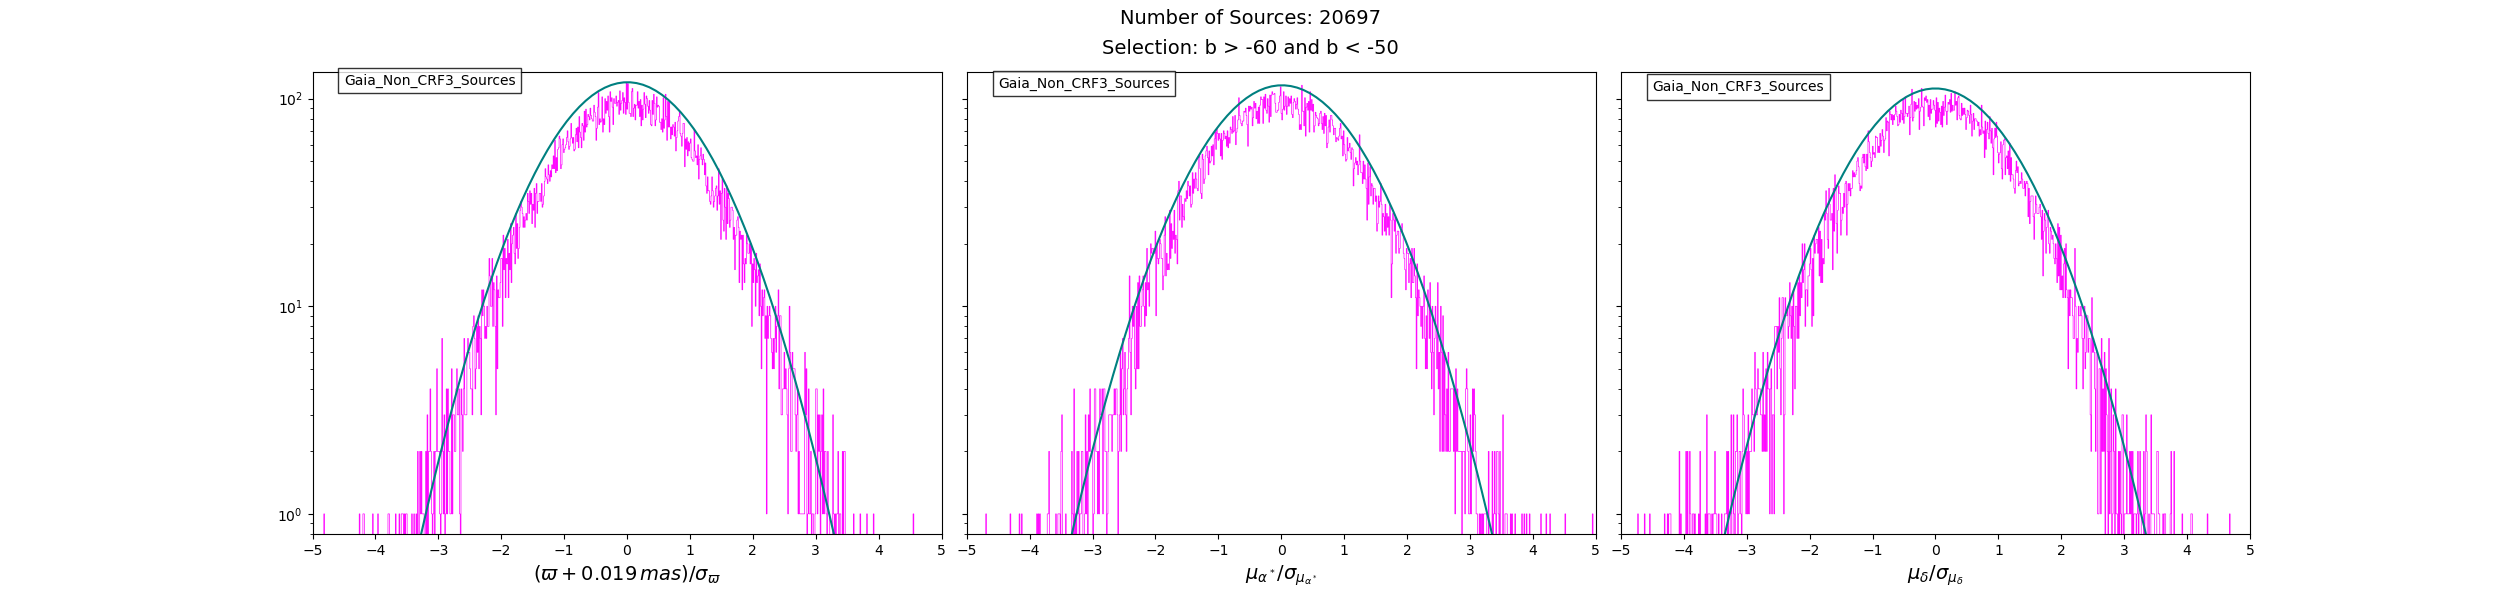 Number of Sources: 20697
Selection: b > -60 and b < -50
Gaia_Non_CRF3_Sources
Gaia_Non_CRF3_Sources
Gaia_Non_CRF3_Sources
10²
10¹
10⁰
−5 −4 −3 −2 −1 0 1 2 3 4 5
−5 −4 −3 −2 −1 0 1 2 3 4 5
−5 −4 −3 −2 −1 0 1 2 3 4 5
(ϖ + 0.019 mas)/σ_ϖ
μ_α*/σ_μ_α*
μ_δ/σ_μ_δ